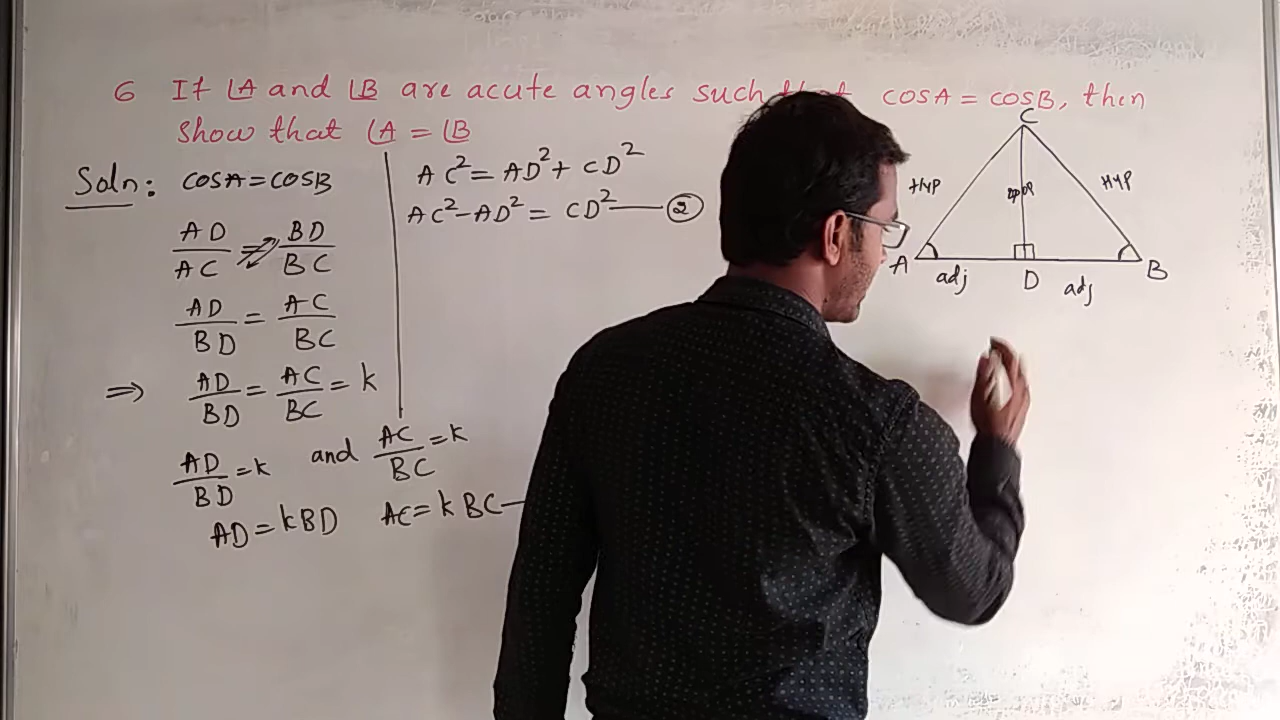 6 If ∠A and ∠B are acute angles such that cosA = cosB, then
show that ∠A = ∠B
Soln: cosA = cosB
AD/AC = BD/BC
AD/BD = AC/BC
⇒ AD/BD = AC/BC = k
AD/BD = k and AC/BC = k
AD = kBD AC = k BC —
AC² = AD² + CD²
AC² - AD² = CD² — ②
C
Hyp opp Hyp
A adj D adj B